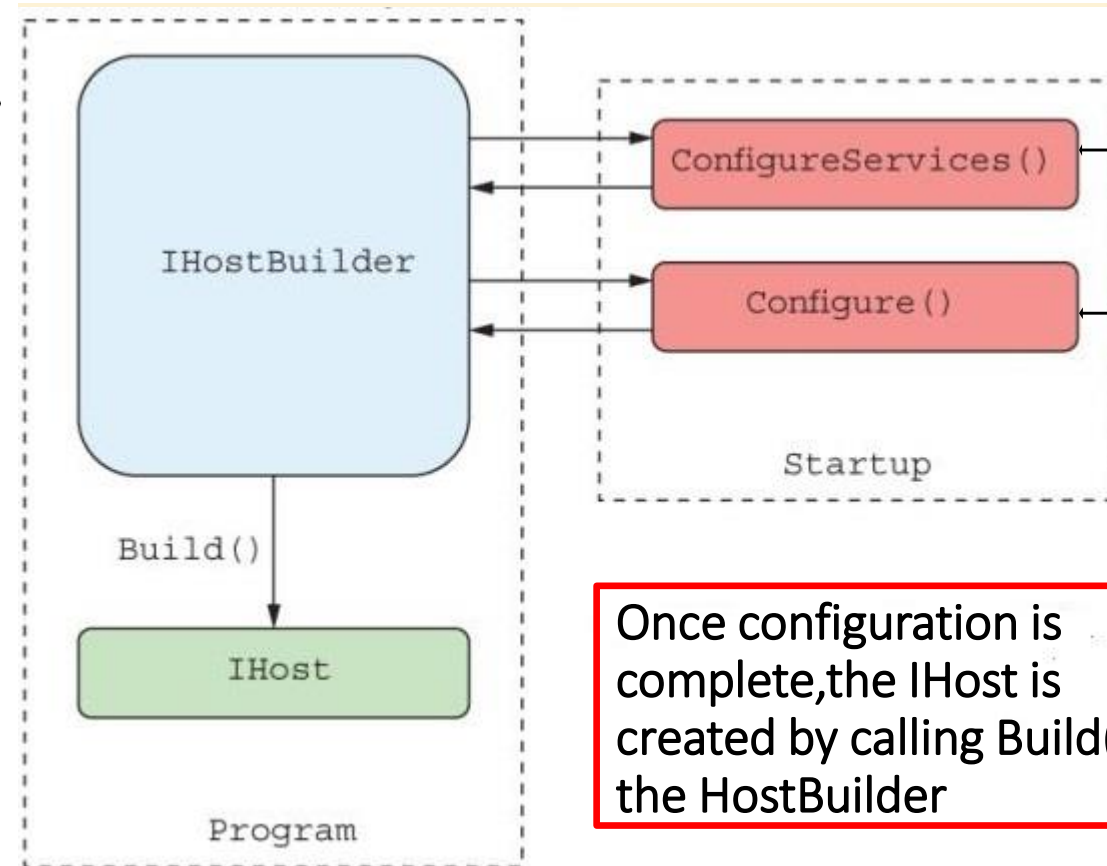 IHostBuilder
ConfigureServices()
Configure()
Startup
Build()
IHost
Program
Once configuration is
complete,the IHost is
created by calling Build(
the HostBuilder